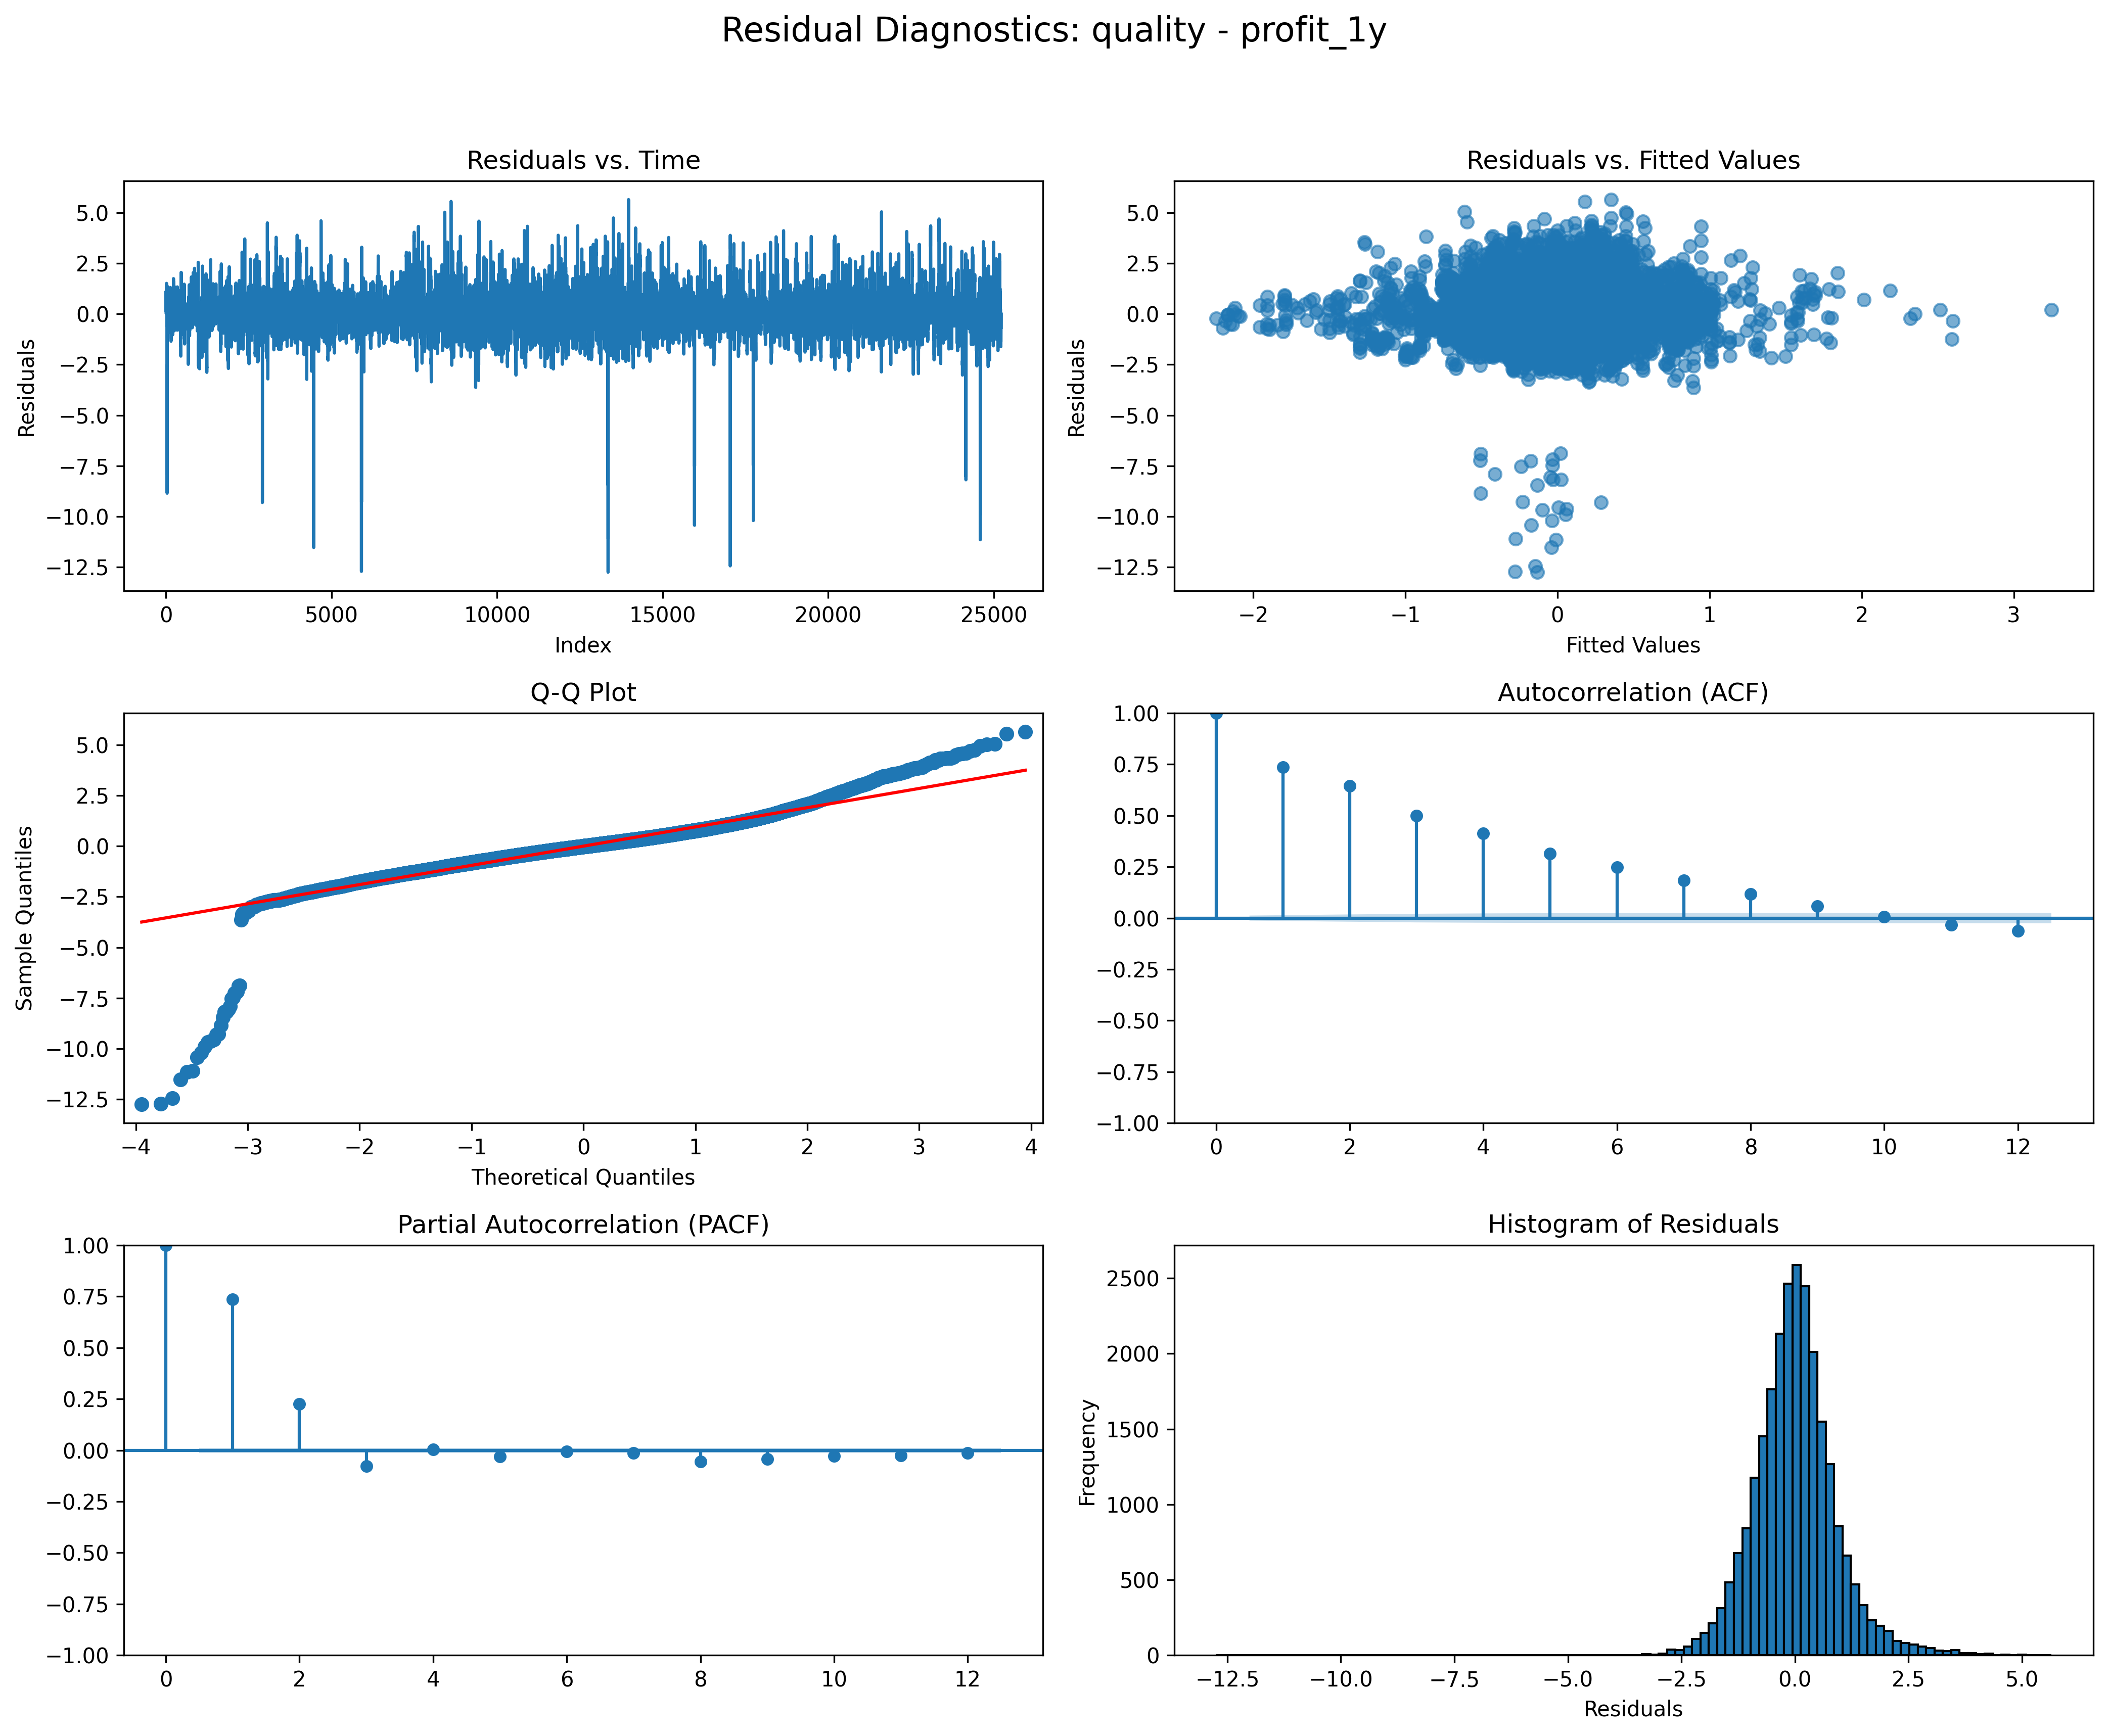 Residual Diagnostics: quality - profit_1y
Residuals vs. Time
5.0
2.5
0.0
−2.5
−5.0
−7.5
−10.0
−12.5
Residuals
0 5000 10000 15000 20000 25000
Index
Residuals vs. Fitted Values
5.0
2.5
0.0
−2.5
−5.0
−7.5
−10.0
−12.5
Residuals
−2 −1 0 1 2 3
Fitted Values
Q-Q Plot
5.0
2.5
0.0
−2.5
−5.0
−7.5
−10.0
−12.5
Sample Quantiles
−4 −3 −2 −1 0 1 2 3 4
Theoretical Quantiles
Autocorrelation (ACF)
1.00
0.75
0.50
0.25
0.00
−0.25
−0.50
−0.75
−1.00
0 2 4 6 8 10 12
Partial Autocorrelation (PACF)
1.00
0.75
0.50
0.25
0.00
−0.25
−0.50
−0.75
−1.00
0 2 4 6 8 10 12
Histogram of Residuals
2500
2000
1500
1000
500
0
Frequency
−12.5 −10.0 −7.5 −5.0 −2.5 0.0 2.5 5.0
Residuals